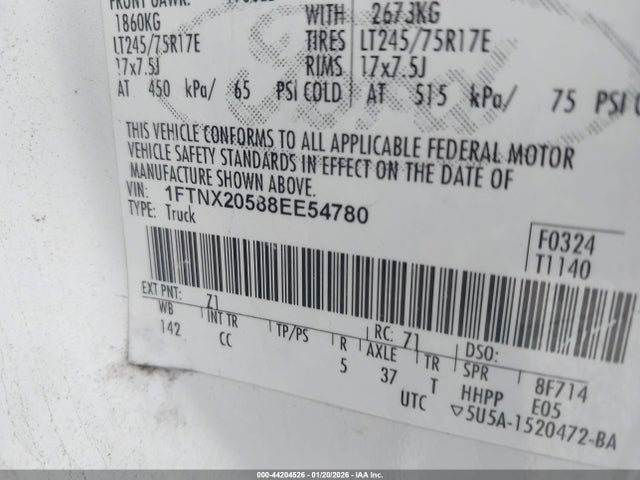 1860KG WITH 2673KG
LT245/75R17E TIRES LT245/75R17E
17x7.5J RIMS 17x7.5J
AT 450 kPa/ 65 PSI COLD AT 515 kPa/ 75 PSI
THIS VEHICLE CONFORMS TO ALL APPLICABLE FEDERAL MOTOR
VEHICLE SAFETY STANDARDS IN EFFECT ON THE DATE OF
MANUFACTURE SHOWN ABOVE.
VIN: 1FTNX20588EE54780
TYPE: Truck
F0324
T1140
EXT PNT: Z1 RC: 71 DSO:
WB INT TR TP/PS R AXLE TR SPR 8F714
142 CC 5 37 T HHPP E05
UTC ▽5U5A-1520472-BA
000-44204526 - 01/20/2026 - IAA